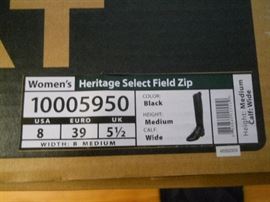 AT
Women's Heritage Select Field Zip
10005950
USA EURO UK
8 39 5½
WIDTH: B MEDIUM
COLOR:
Black
HEIGHT:
Medium
CALF:
Wide
Height: Medium
Calf: Wide